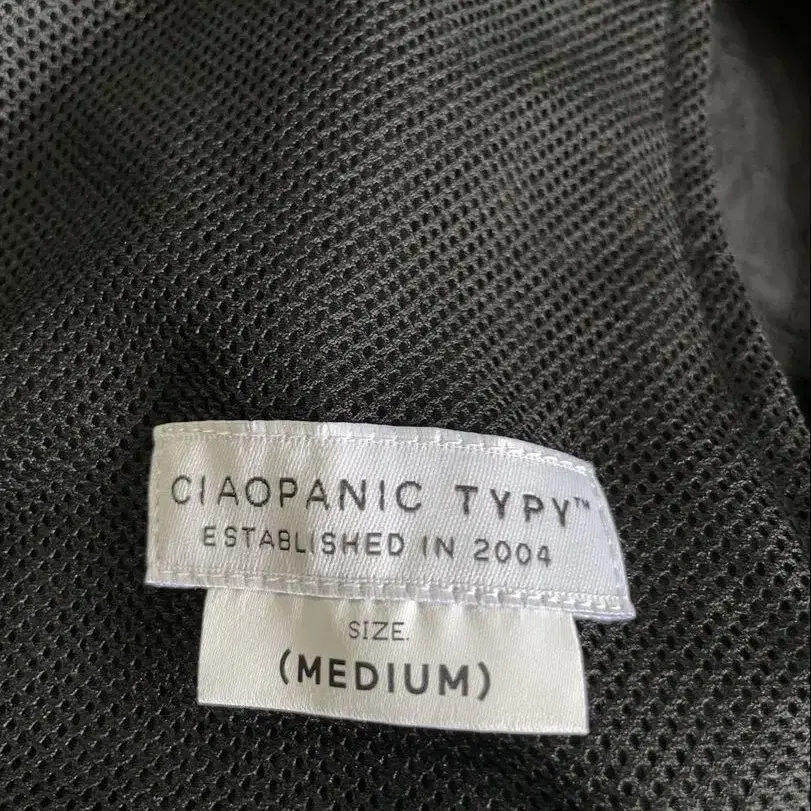 CIAOPANIC TYPY™
ESTABLISHED IN 2004
SIZE.
(MEDIUM)